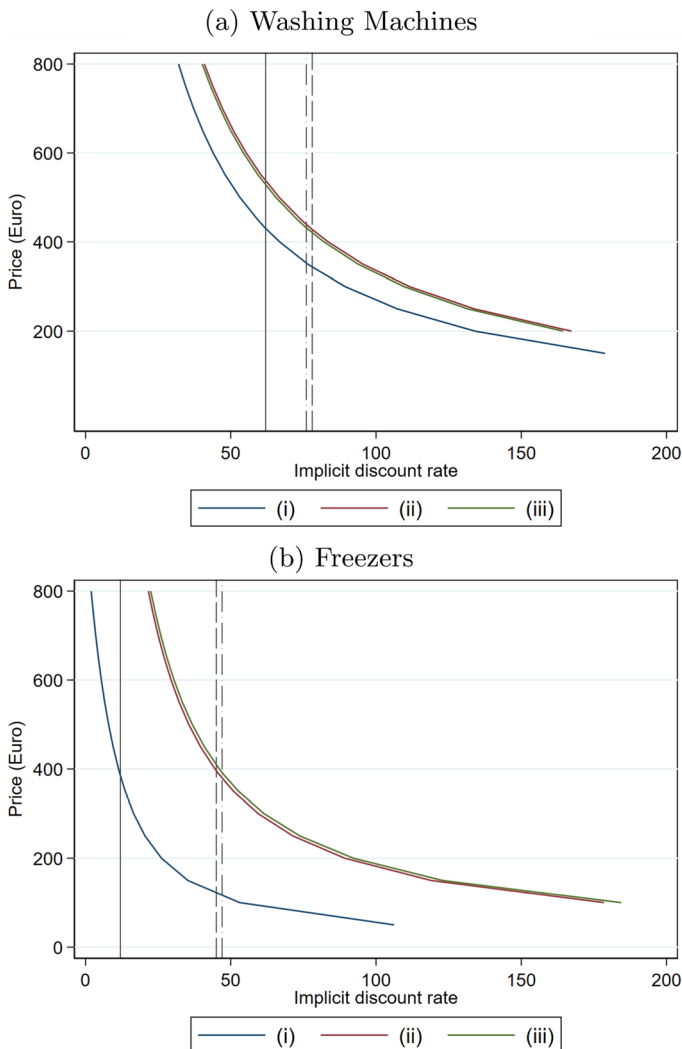 (a) Washing Machines
800
600
400
200
Price (Euro)
0 50 100 150 200
Implicit discount rate
(i) (ii) (iii)
(b) Freezers
800
600
400
200
0
Price (Euro)
0 50 100 150 200
Implicit discount rate
(i) (ii) (iii)